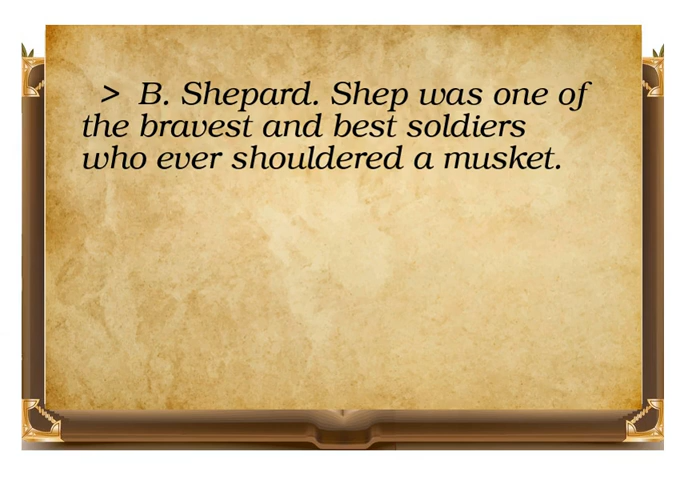 > B. Shepard. Shep was one of
the bravest and best soldiers
who ever shouldered a musket.